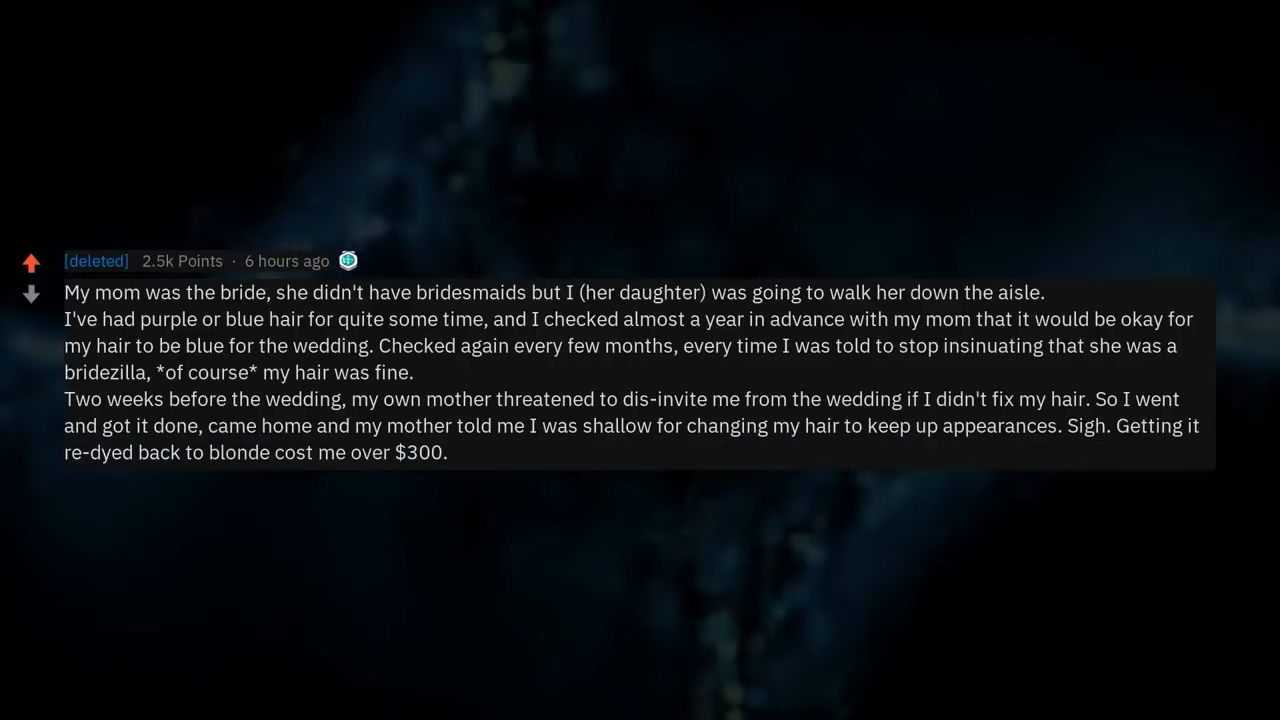 [deleted] 2.5k Points · 6 hours ago
My mom was the bride, she didn't have bridesmaids but I (her daughter) was going to walk her down the aisle.
I've had purple or blue hair for quite some time, and I checked almost a year in advance with my mom that it would be okay for
my hair to be blue for the wedding. Checked again every few months, every time I was told to stop insinuating that she was a
bridezilla, *of course* my hair was fine.
Two weeks before the wedding, my own mother threatened to dis-invite me from the wedding if I didn't fix my hair. So I went
and got it done, came home and my mother told me I was shallow for changing my hair to keep up appearances. Sigh. Getting it
re-dyed back to blonde cost me over $300.